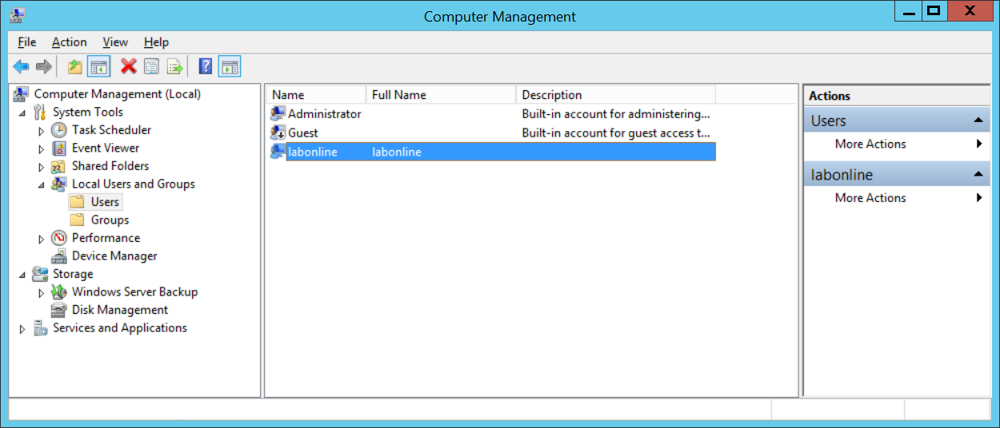 Computer Management
File Action View Help
Computer Management (Local)
System Tools
Task Scheduler
Event Viewer
Shared Folders
Local Users and Groups
Users
Groups
Performance
Device Manager
Storage
Windows Server Backup
Disk Management
Services and Applications
Name Full Name Description
Administrator Built-in account for administering...
Guest Built-in account for guest access t...
labonline labonline
Actions
Users
More Actions
labonline
More Actions